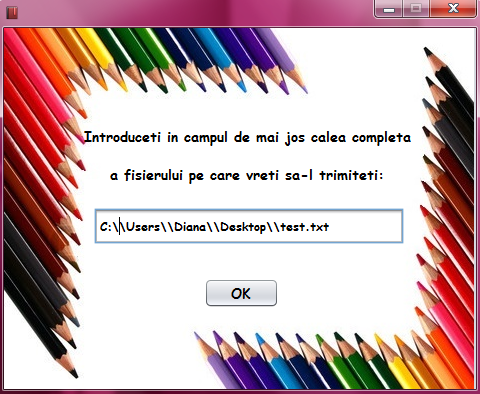 Introduceti in campul de mai jos calea completa
a fisierului pe care vreti sa-l trimiteti:
C:\\Users\\Diana\\Desktop\\test.txt
OK